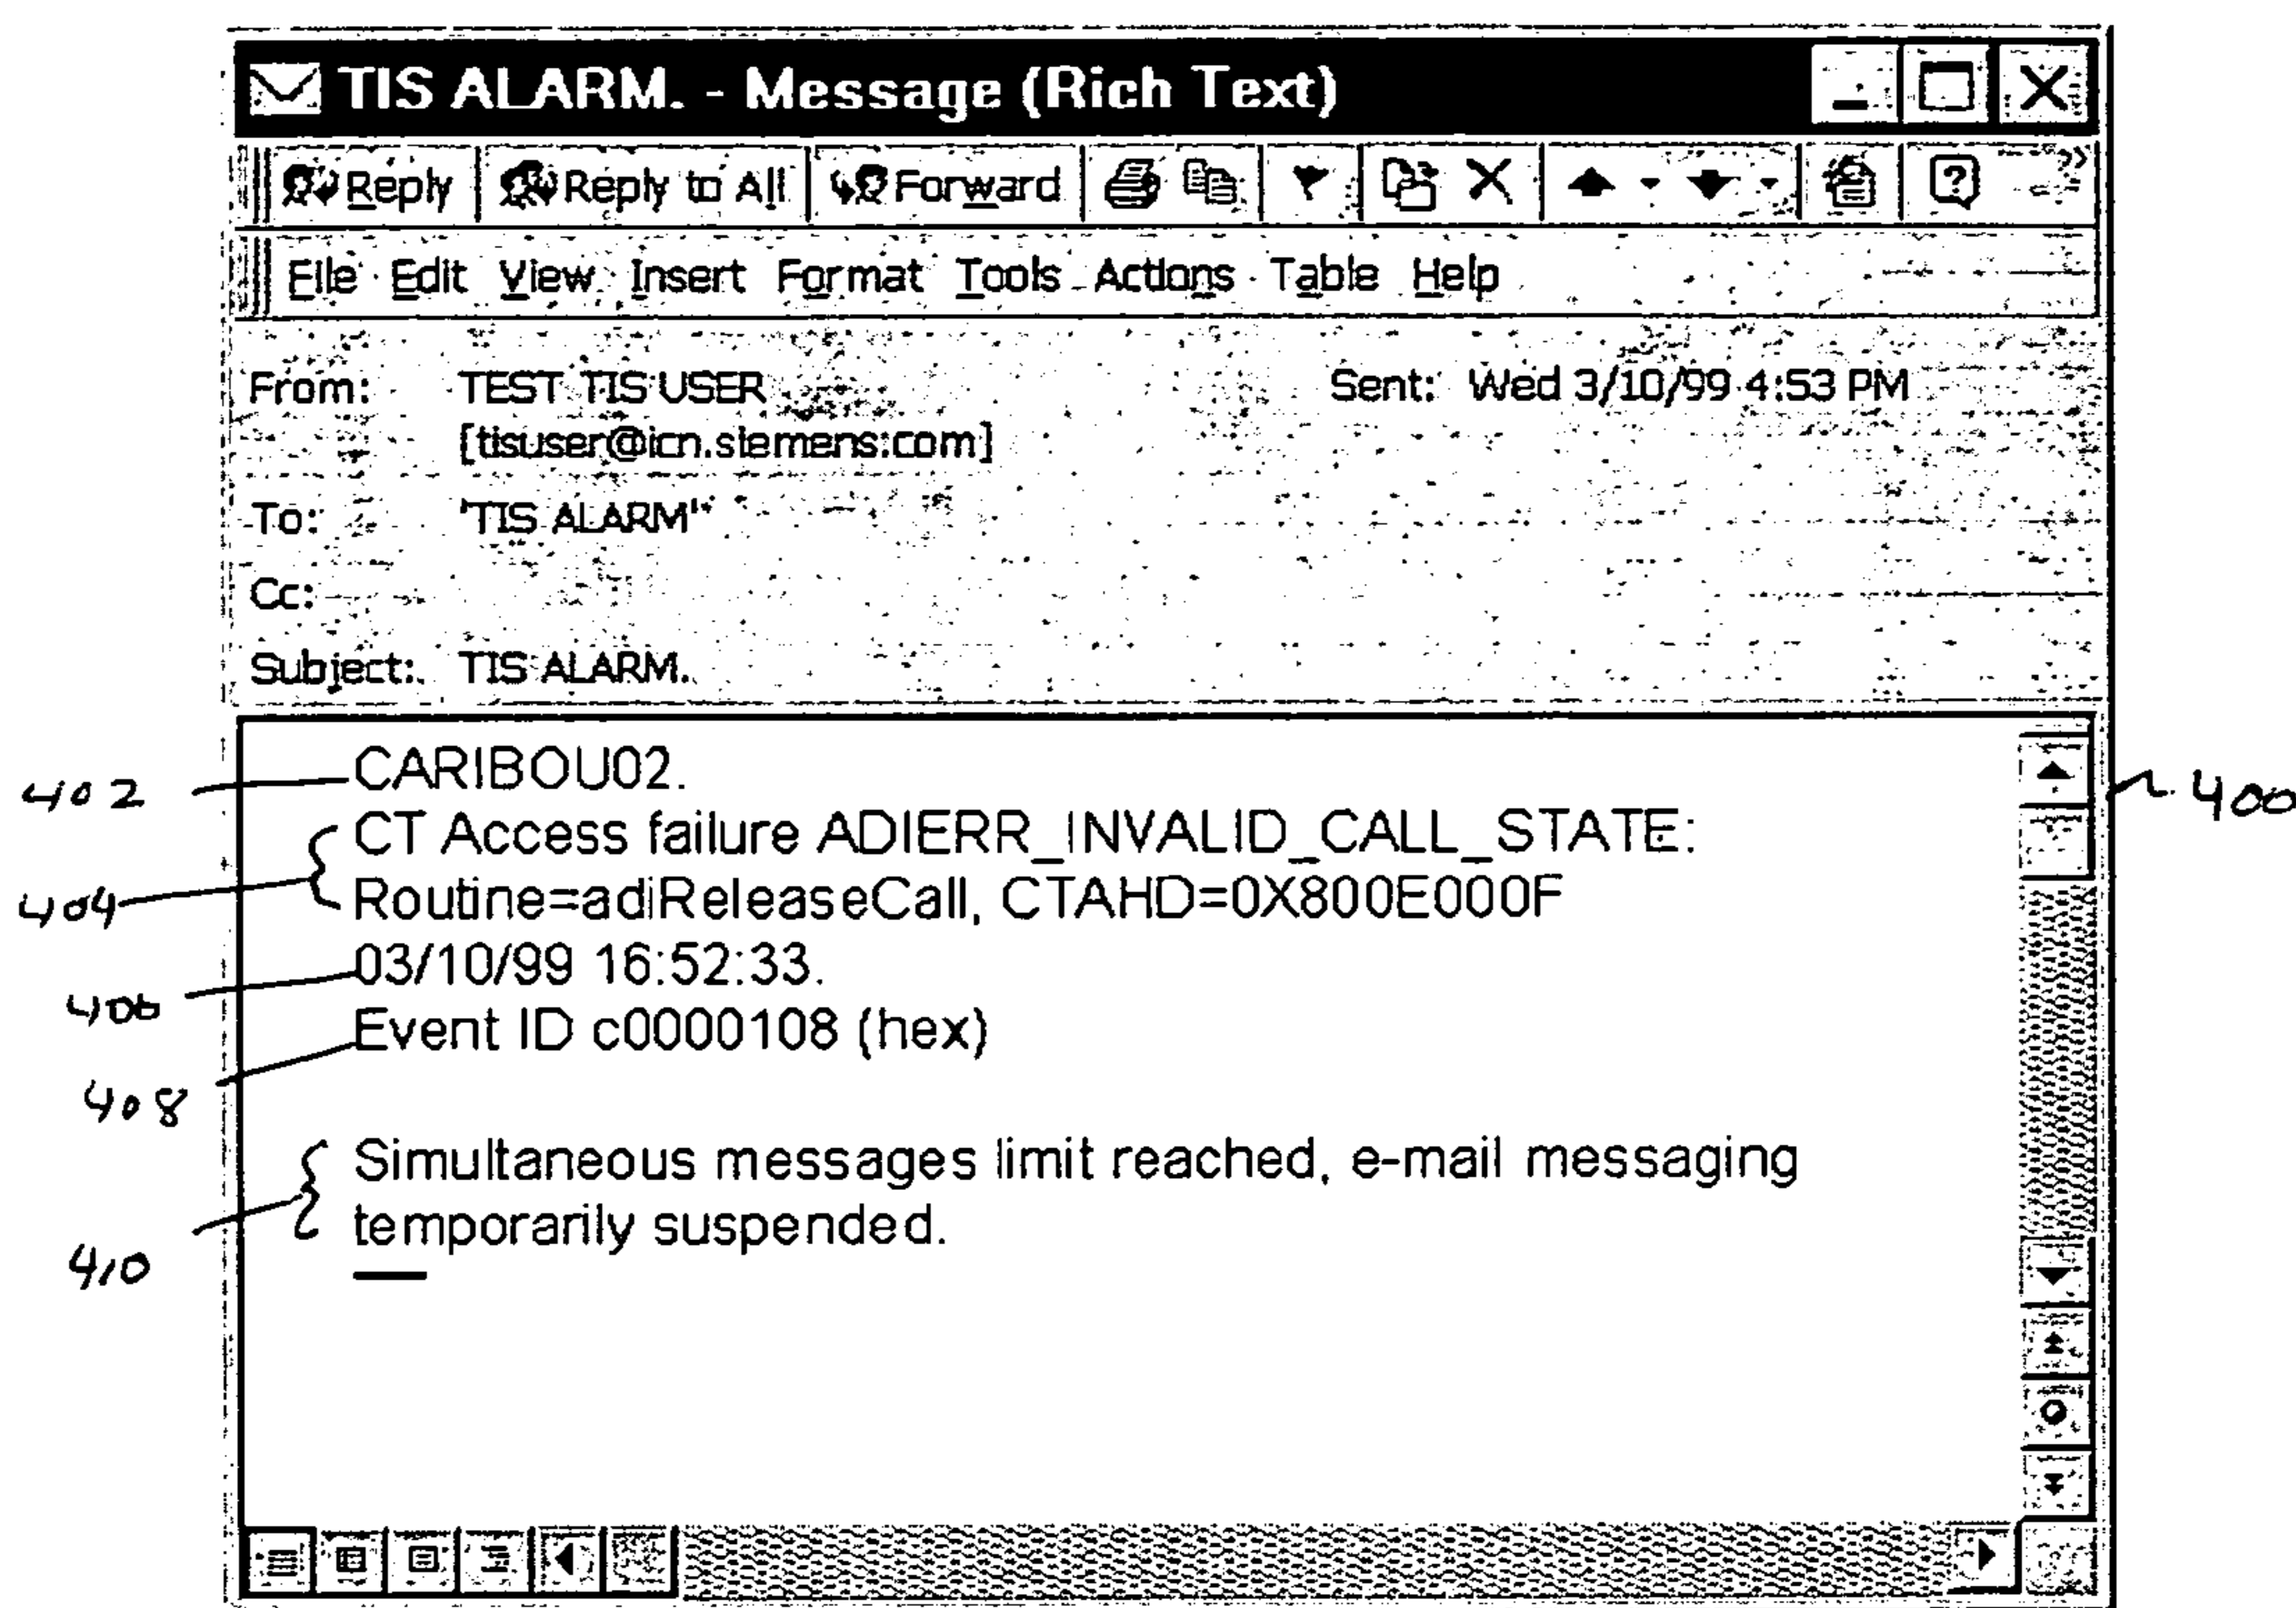 TIS ALARM. - Message (Rich Text)
Reply Reply to All Forward
File Edit View Insert Format Tools Actions Table Help
From: TEST TIS USER Sent: Wed 3/10/99 4:53 PM
[tisuser@icn.siemens.com]
To: 'TIS ALARM'
Cc:
Subject: TIS ALARM.
402 CARIBOU02. 400
CT Access failure ADIERR_INVALID_CALL_STATE:
404 Routine=adiReleaseCall, CTAHD=0X800E000F
406 03/10/99 16:52:33.
408 Event ID c0000108 (hex)
410 Simultaneous messages limit reached, e-mail messaging
temporarily suspended.